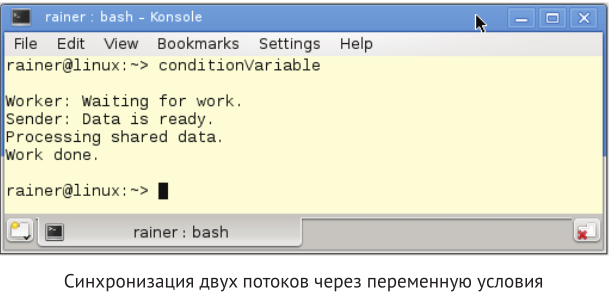 rainer : bash – Konsole
File Edit View Bookmarks Settings Help
rainer@linux:~> conditionVariable
Worker: Waiting for work.
Sender: Data is ready.
Processing shared data.
Work done.
rainer@linux:~>
rainer : bash
Синхронизация двух потоков через переменную условия